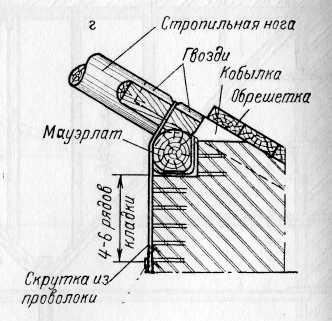 г
Стропильная нога
Гвозди
Кобылка
Обрешетка
Мауэрлат
4-6 рядов
кладки
Скрутка из
проволоки